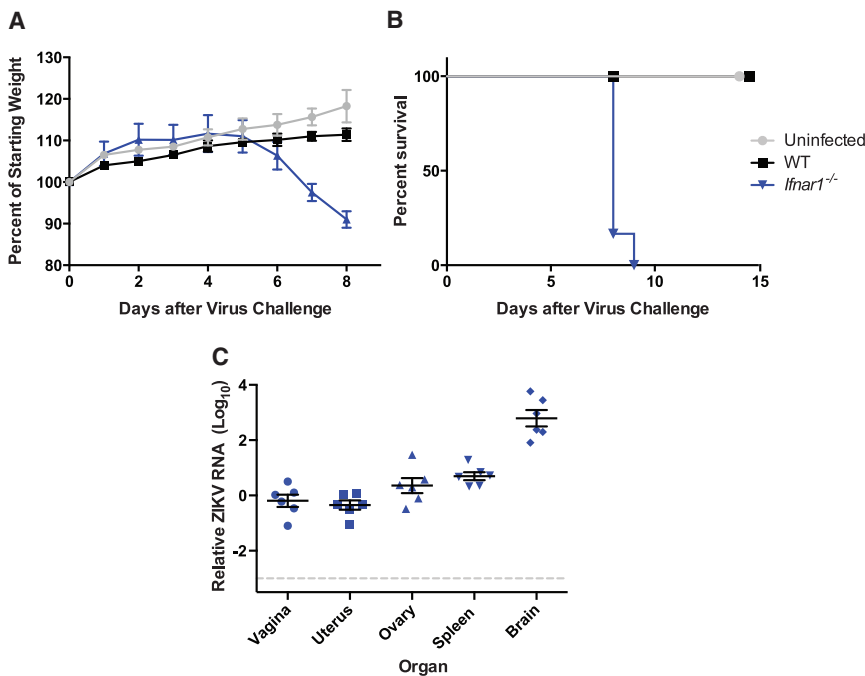 A
130
120
110
100
90
80
0
2
4
6
8
Percent of Starting Weight
Days after Virus Challenge
B
100
50
0
0
5
10
15
Percent survival
Days after Virus Challenge
Uninfected
WT
Ifnar1-/-
C
4
2
0
-2
Relative ZIKV RNA (Log10)
Vagina
Uterus
Ovary
Spleen
Brain
Organ